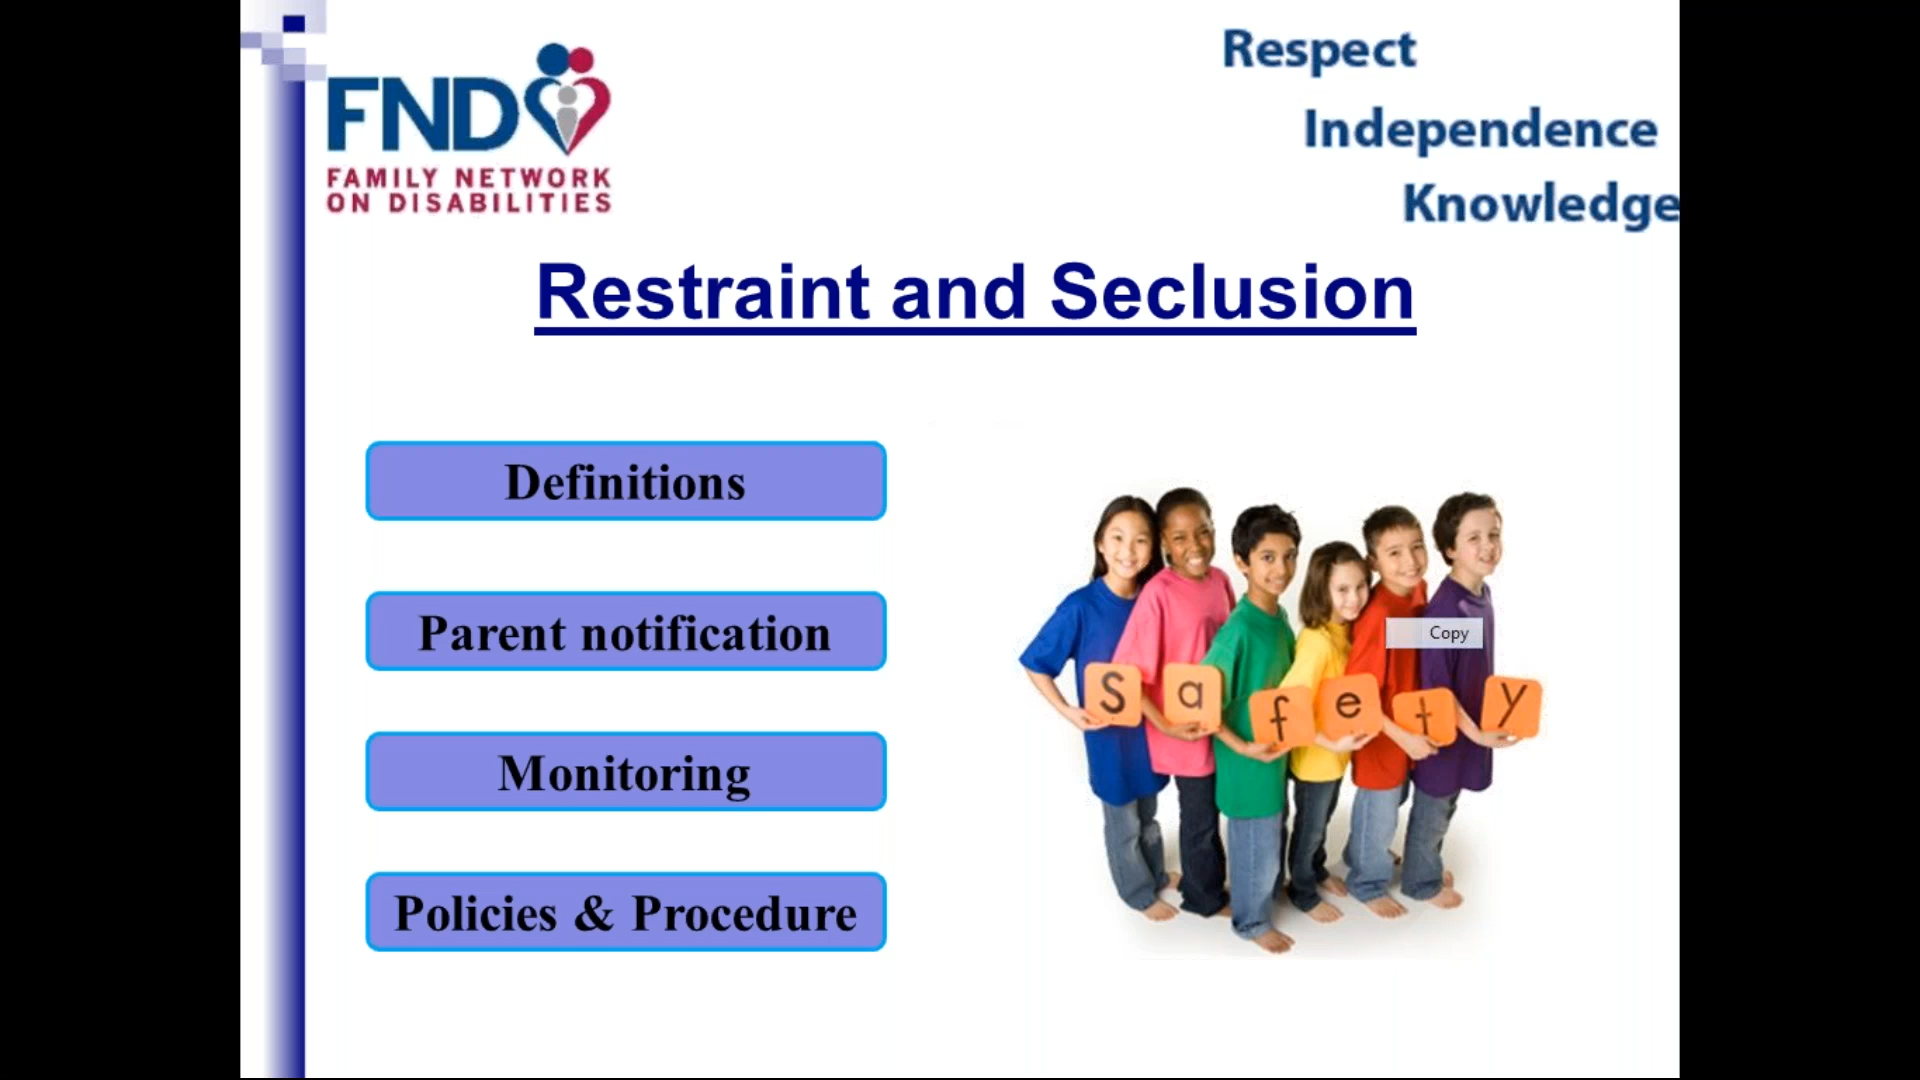 FND
FAMILY NETWORK
ON DISABILITIES
Respect
Independence
Knowledge
Restraint and Seclusion
Definitions
Parent notification
Monitoring
Policies & Procedure
Copy
S a f e t y